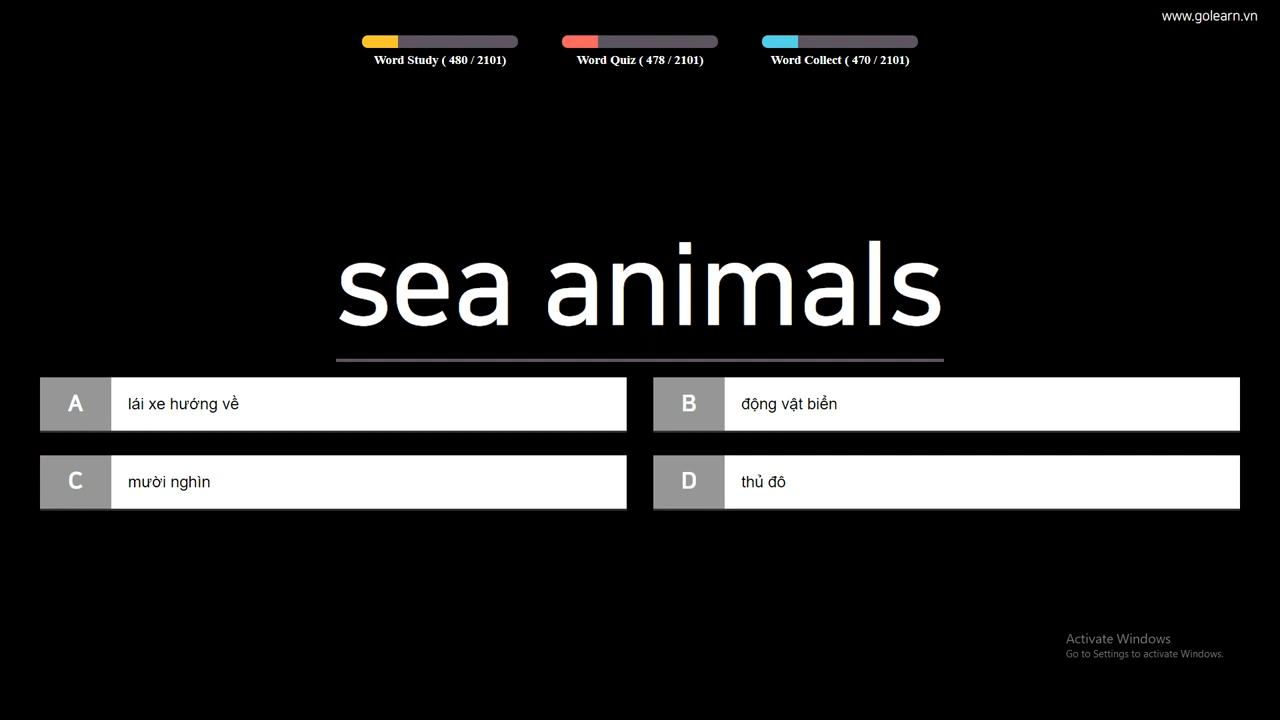 www.golearn.vn
Word Study ( 480 / 2101)
Word Quiz ( 478 / 2101)
Word Collect ( 470 / 2101)
sea animals
A lái xe hướng về
B động vật biển
C mười nghìn
D thủ đô
Activate Windows
Go to Settings to activate Windows.